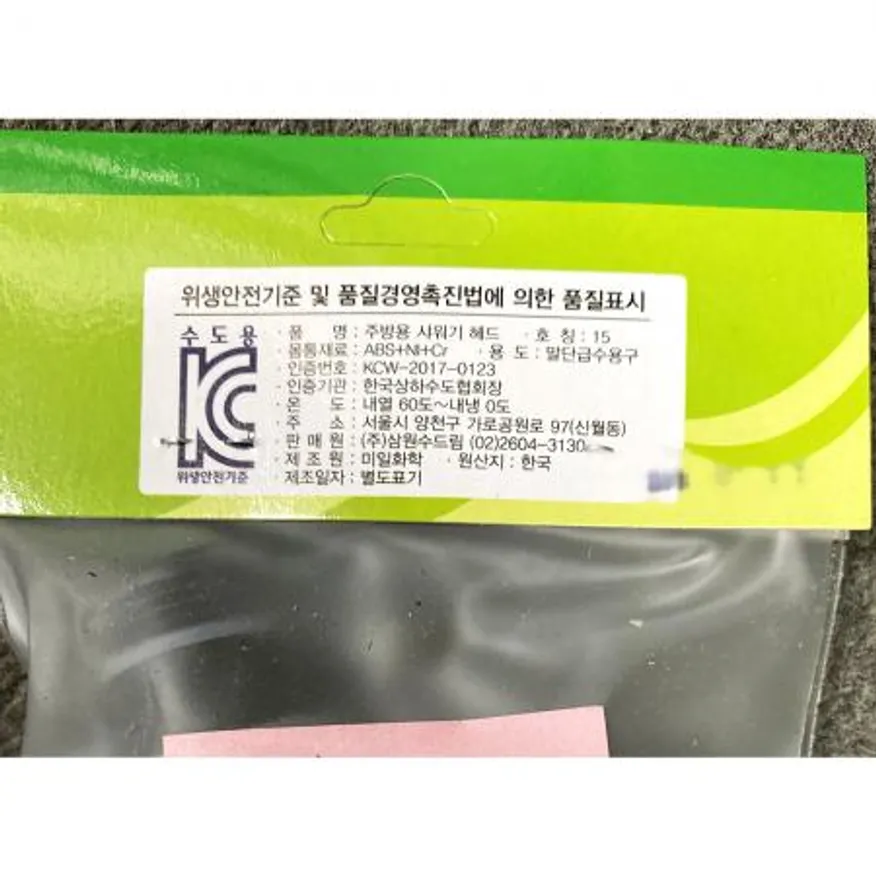 위생안전기준 및 품질경영촉진법에 의한 품질표시
수도용
KC
위생안전기준
· 품 명 : 주방용 샤워기 헤드 · 호 칭 : 15
· 몸통재료 : ABS+NI+Cr · 용 도 : 말단급수용구
· 인증번호 : KCW-2017-0123
· 인증기관 : 한국상하수도협회장
· 온 도 : 내열 60도~내냉 0도
· 주 소 : 서울시 양천구 가로공원로 97(신월동)
· 판 매 원 : (주)삼원수드림 (02)2604-3130
· 제 조 원 : 미일화학 · 원산지 : 한국
· 제조일자 : 별도표기